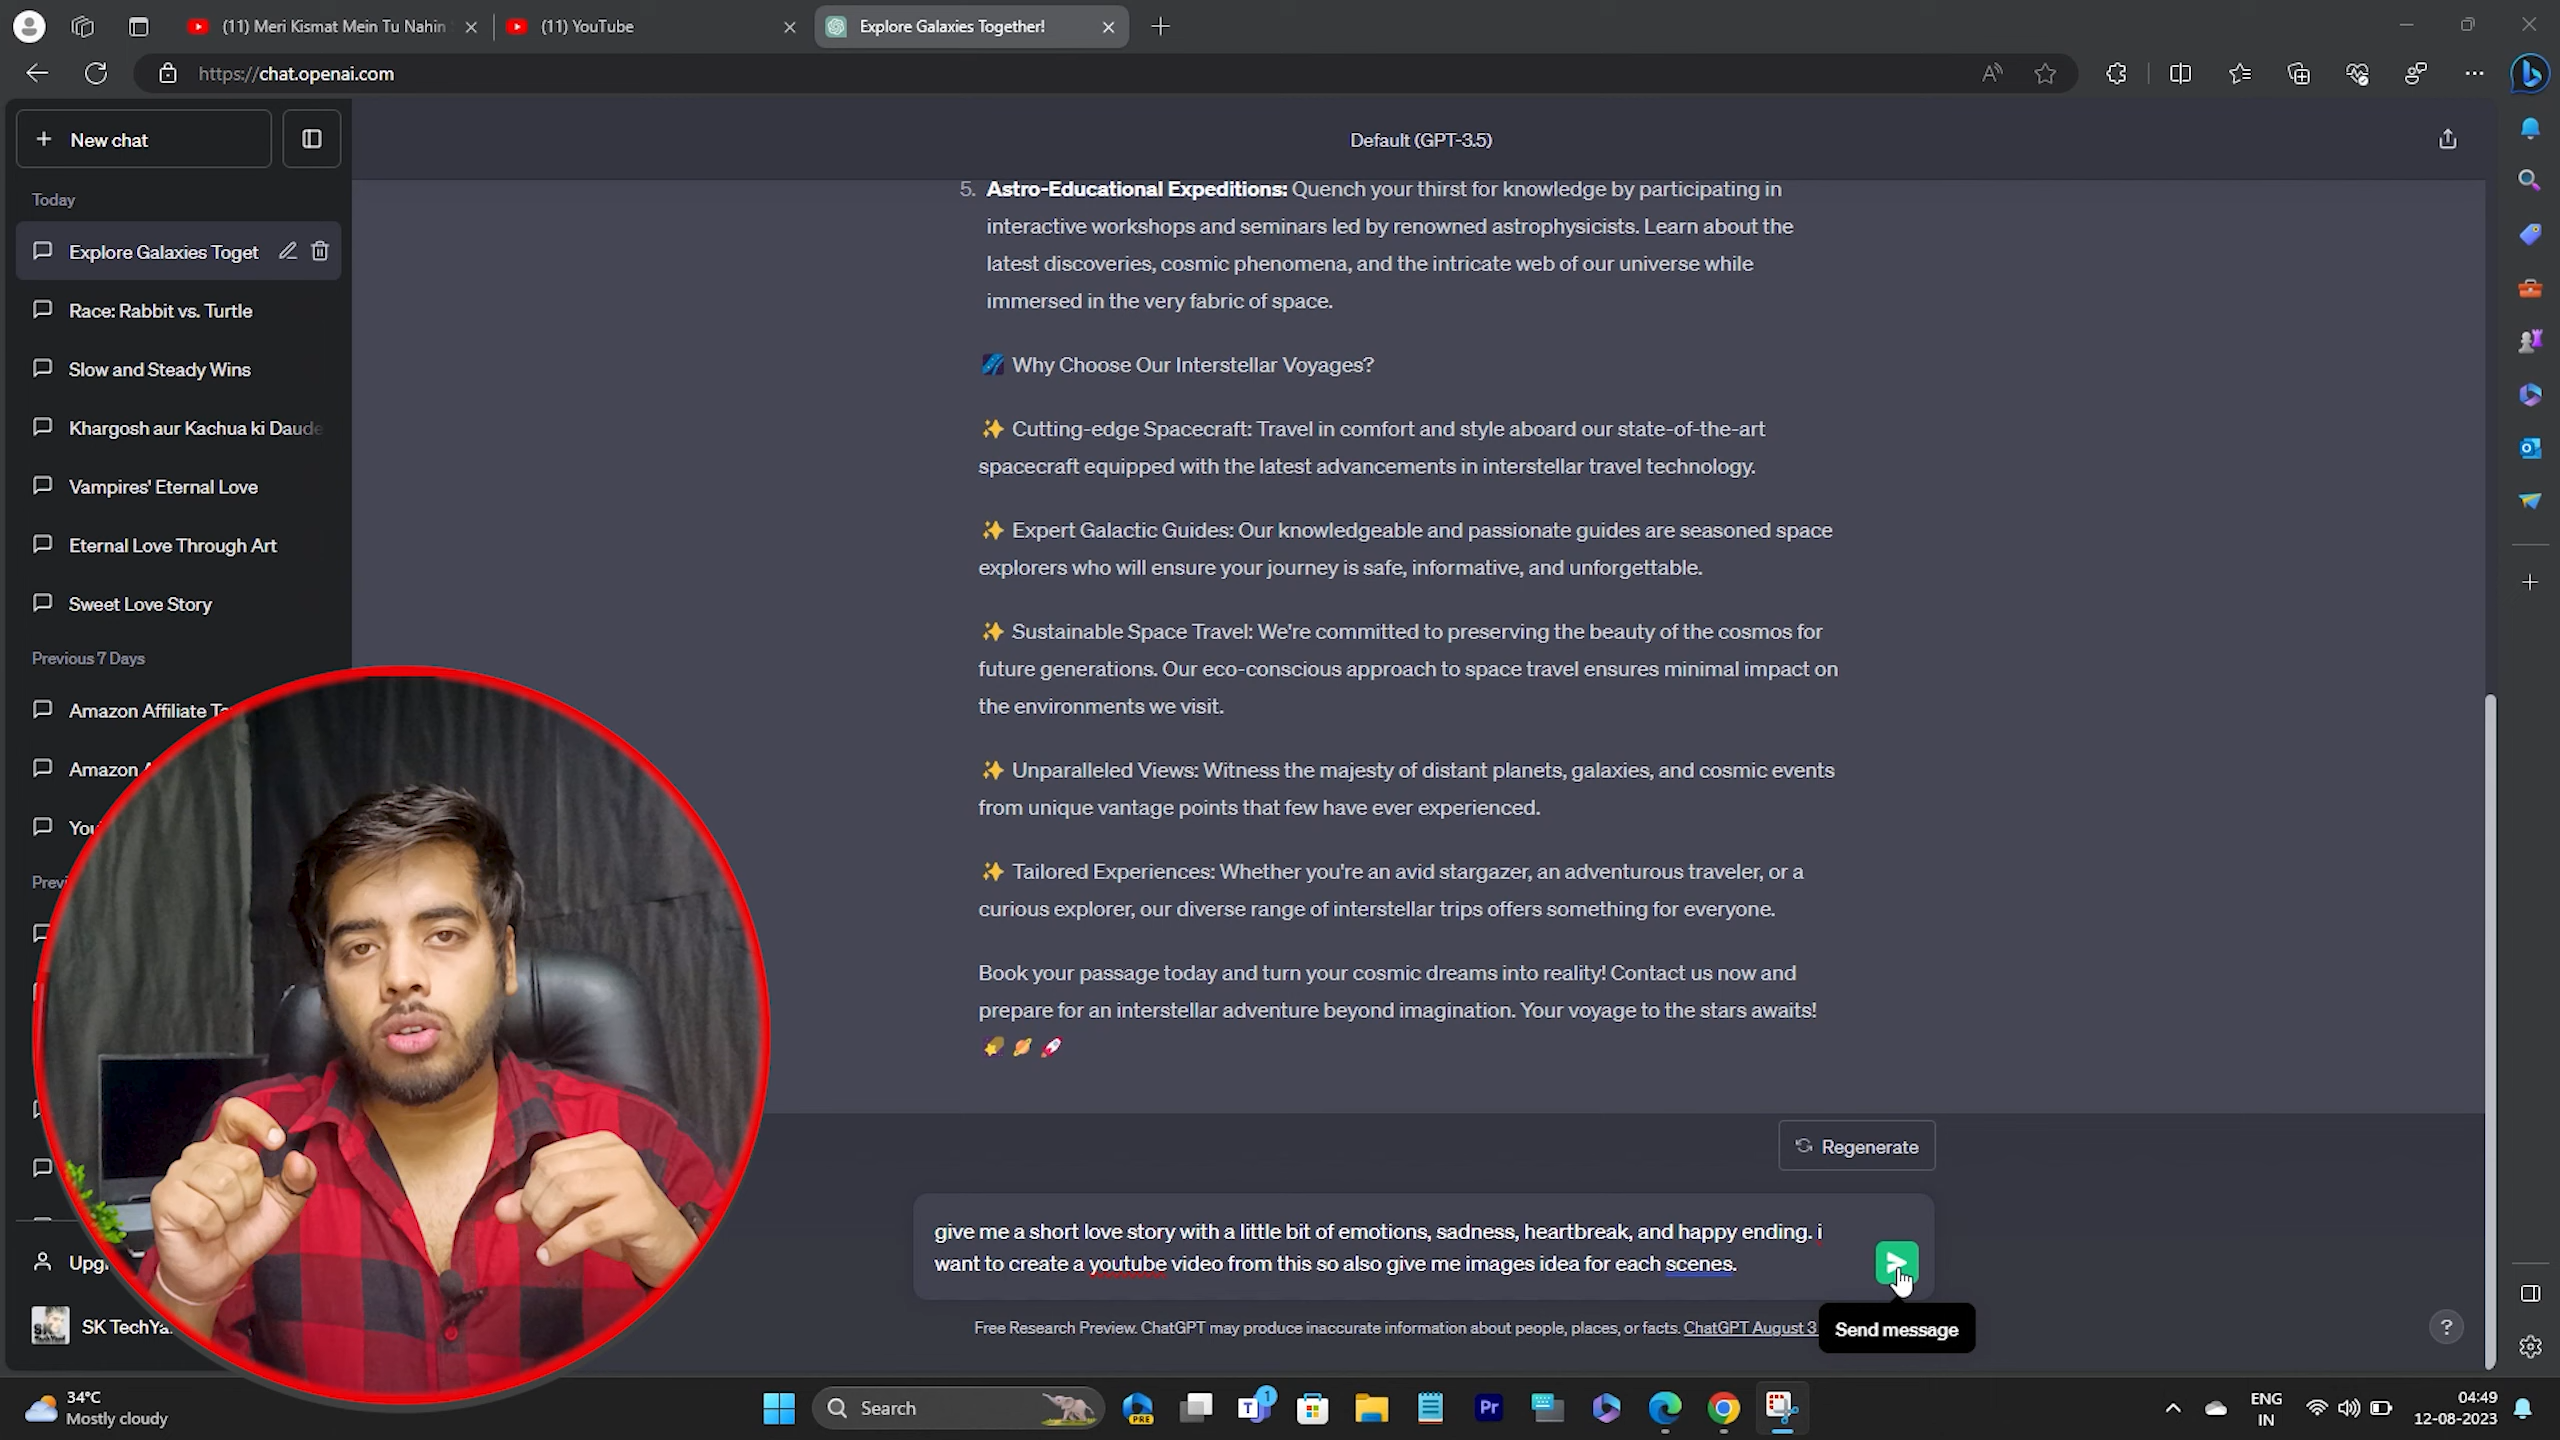 (11) Meri Kismat Mein Tu Nahin
(11) YouTube
Explore Galaxies Together!
https://chat.openai.com
New chat
Default (GPT-3.5)
Today
Explore Galaxies Toget
Race: Rabbit vs. Turtle
Slow and Steady Wins
Khargosh aur Kachua ki Daude
Vampires' Eternal Love
Eternal Love Through Art
Sweet Love Story
Previous 7 Days
Amazon Affiliate
Amazon
You
Previ
Upg
SK TechYa
5. Astro-Educational Expeditions: Quench your thirst for knowledge by participating in
interactive workshops and seminars led by renowned astrophysicists. Learn about the
latest discoveries, cosmic phenomena, and the intricate web of our universe while
immersed in the very fabric of space.
🌌 Why Choose Our Interstellar Voyages?
✨ Cutting-edge Spacecraft: Travel in comfort and style aboard our state-of-the-art
spacecraft equipped with the latest advancements in interstellar travel technology.
✨ Expert Galactic Guides: Our knowledgeable and passionate guides are seasoned space
explorers who will ensure your journey is safe, informative, and unforgettable.
✨ Sustainable Space Travel: We're committed to preserving the beauty of the cosmos for
future generations. Our eco-conscious approach to space travel ensures minimal impact on
the environments we visit.
✨ Unparalleled Views: Witness the majesty of distant planets, galaxies, and cosmic events
from unique vantage points that few have ever experienced.
✨ Tailored Experiences: Whether you're an avid stargazer, an adventurous traveler, or a
curious explorer, our diverse range of interstellar trips offers something for everyone.
Book your passage today and turn your cosmic dreams into reality! Contact us now and
prepare for an interstellar adventure beyond imagination. Your voyage to the stars awaits!
🌠 🪐 🚀
Regenerate
give me a short love story with a little bit of emotions, sadness, heartbreak, and happy ending. i
want to create a youtube video from this so also give me images idea for each scenes.
Free Research Preview. ChatGPT may produce inaccurate information about people, places, or facts. ChatGPT August 3
Send message
?
34°C
Mostly cloudy
Search
PRE
1
Pr
ENG
IN
04:49
12-08-2023